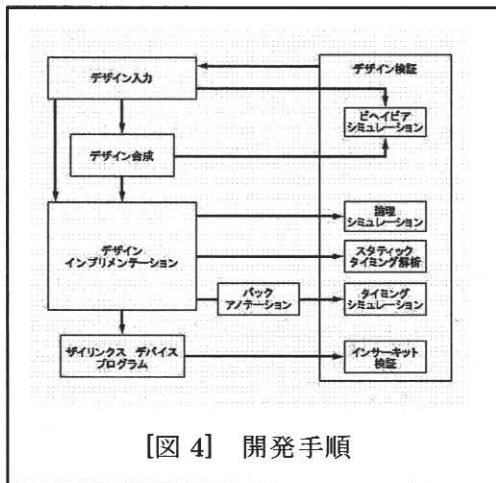 デザイン入力
デザイン検証
ビヘイビア
シミュレーション
デザイン合成
論理
シミュレーション
デザイン
インプリメンテーション
スタティック
タイミング解析
バック
アノテーション
タイミング
シミュレーション
ザイリンクス デバイス
プログラム
インサーキット
検証
[図 4] 開発手順